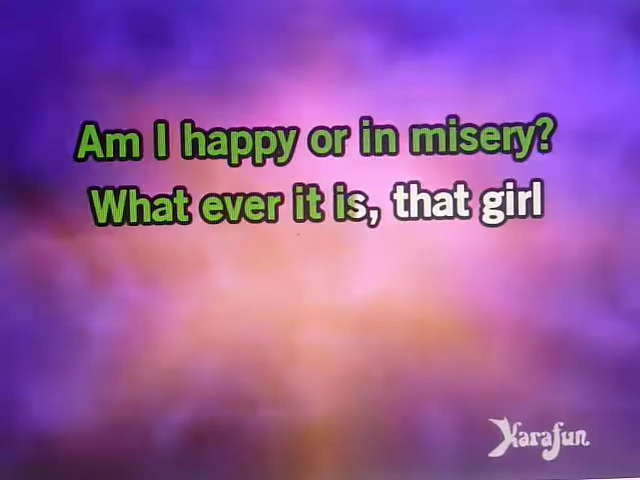 Am I happy or in misery?
What ever it is, that girl
Karafun